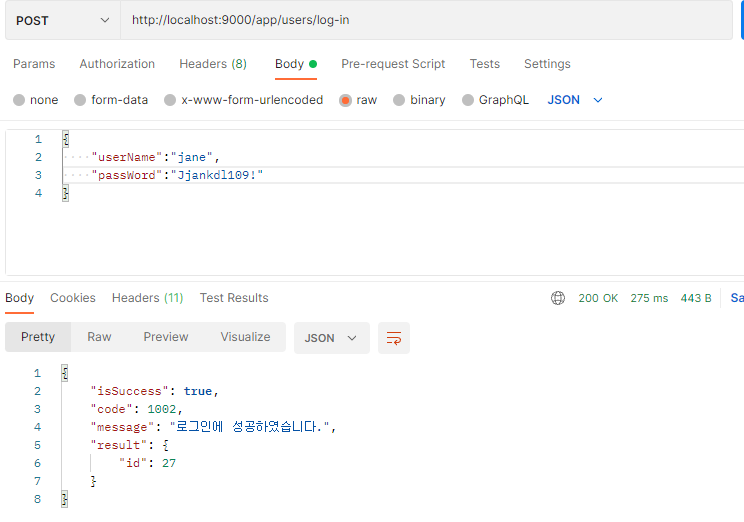 POST http://localhost:9000/app/users/log-in
Params Authorization Headers (8) Body Pre-request Script Tests Settings
none form-data x-www-form-urlencoded raw binary GraphQL JSON
1 {
2 ····"userName":"jane",
3 ····"passWord":"Jjankdl109!"
4 }
Body Cookies Headers (11) Test Results 200 OK 275 ms 443 B Sa
Pretty Raw Preview Visualize JSON
1 {
2 "isSuccess": true,
3 "code": 1002,
4 "message": "로그인에 성공하였습니다.",
5 "result": {
6 "id": 27
7 }
8 }